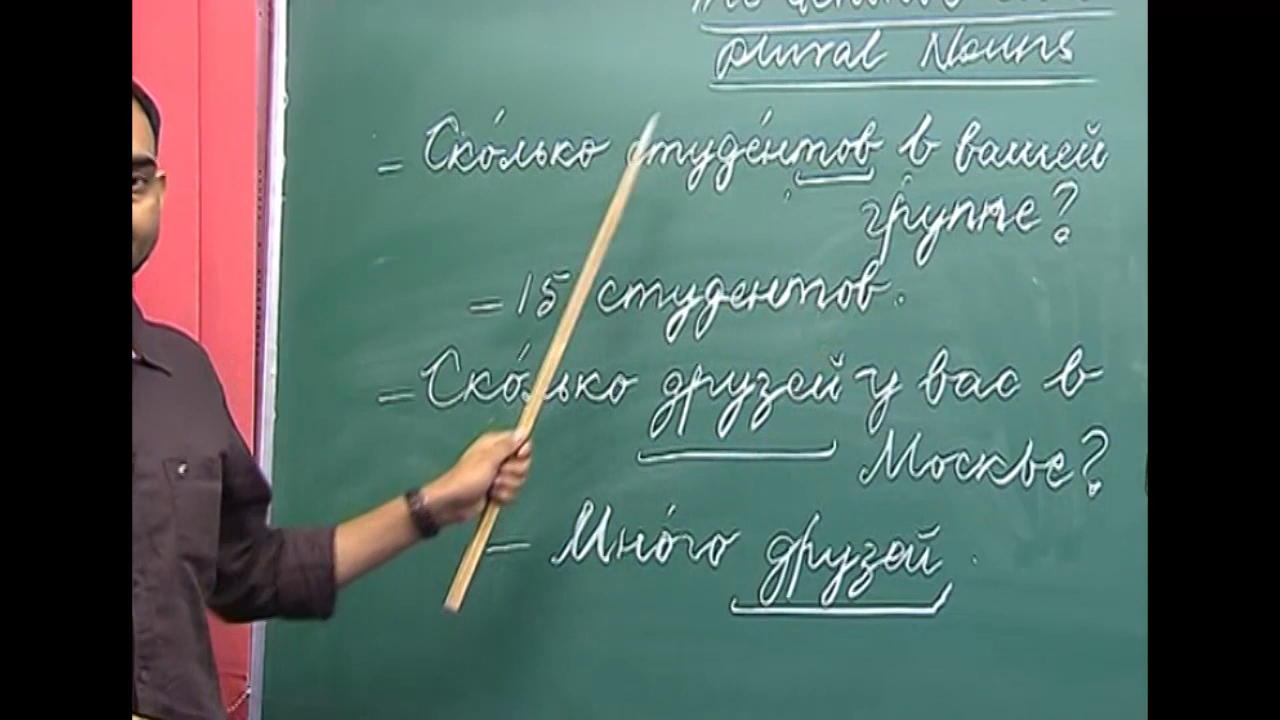 plural Nouns
- Ско́лько студе́нтов в вашей
группе?
- 15 студентов.
- Ско́лько друзей у вас в
Москве?
- Мно́го друзей.